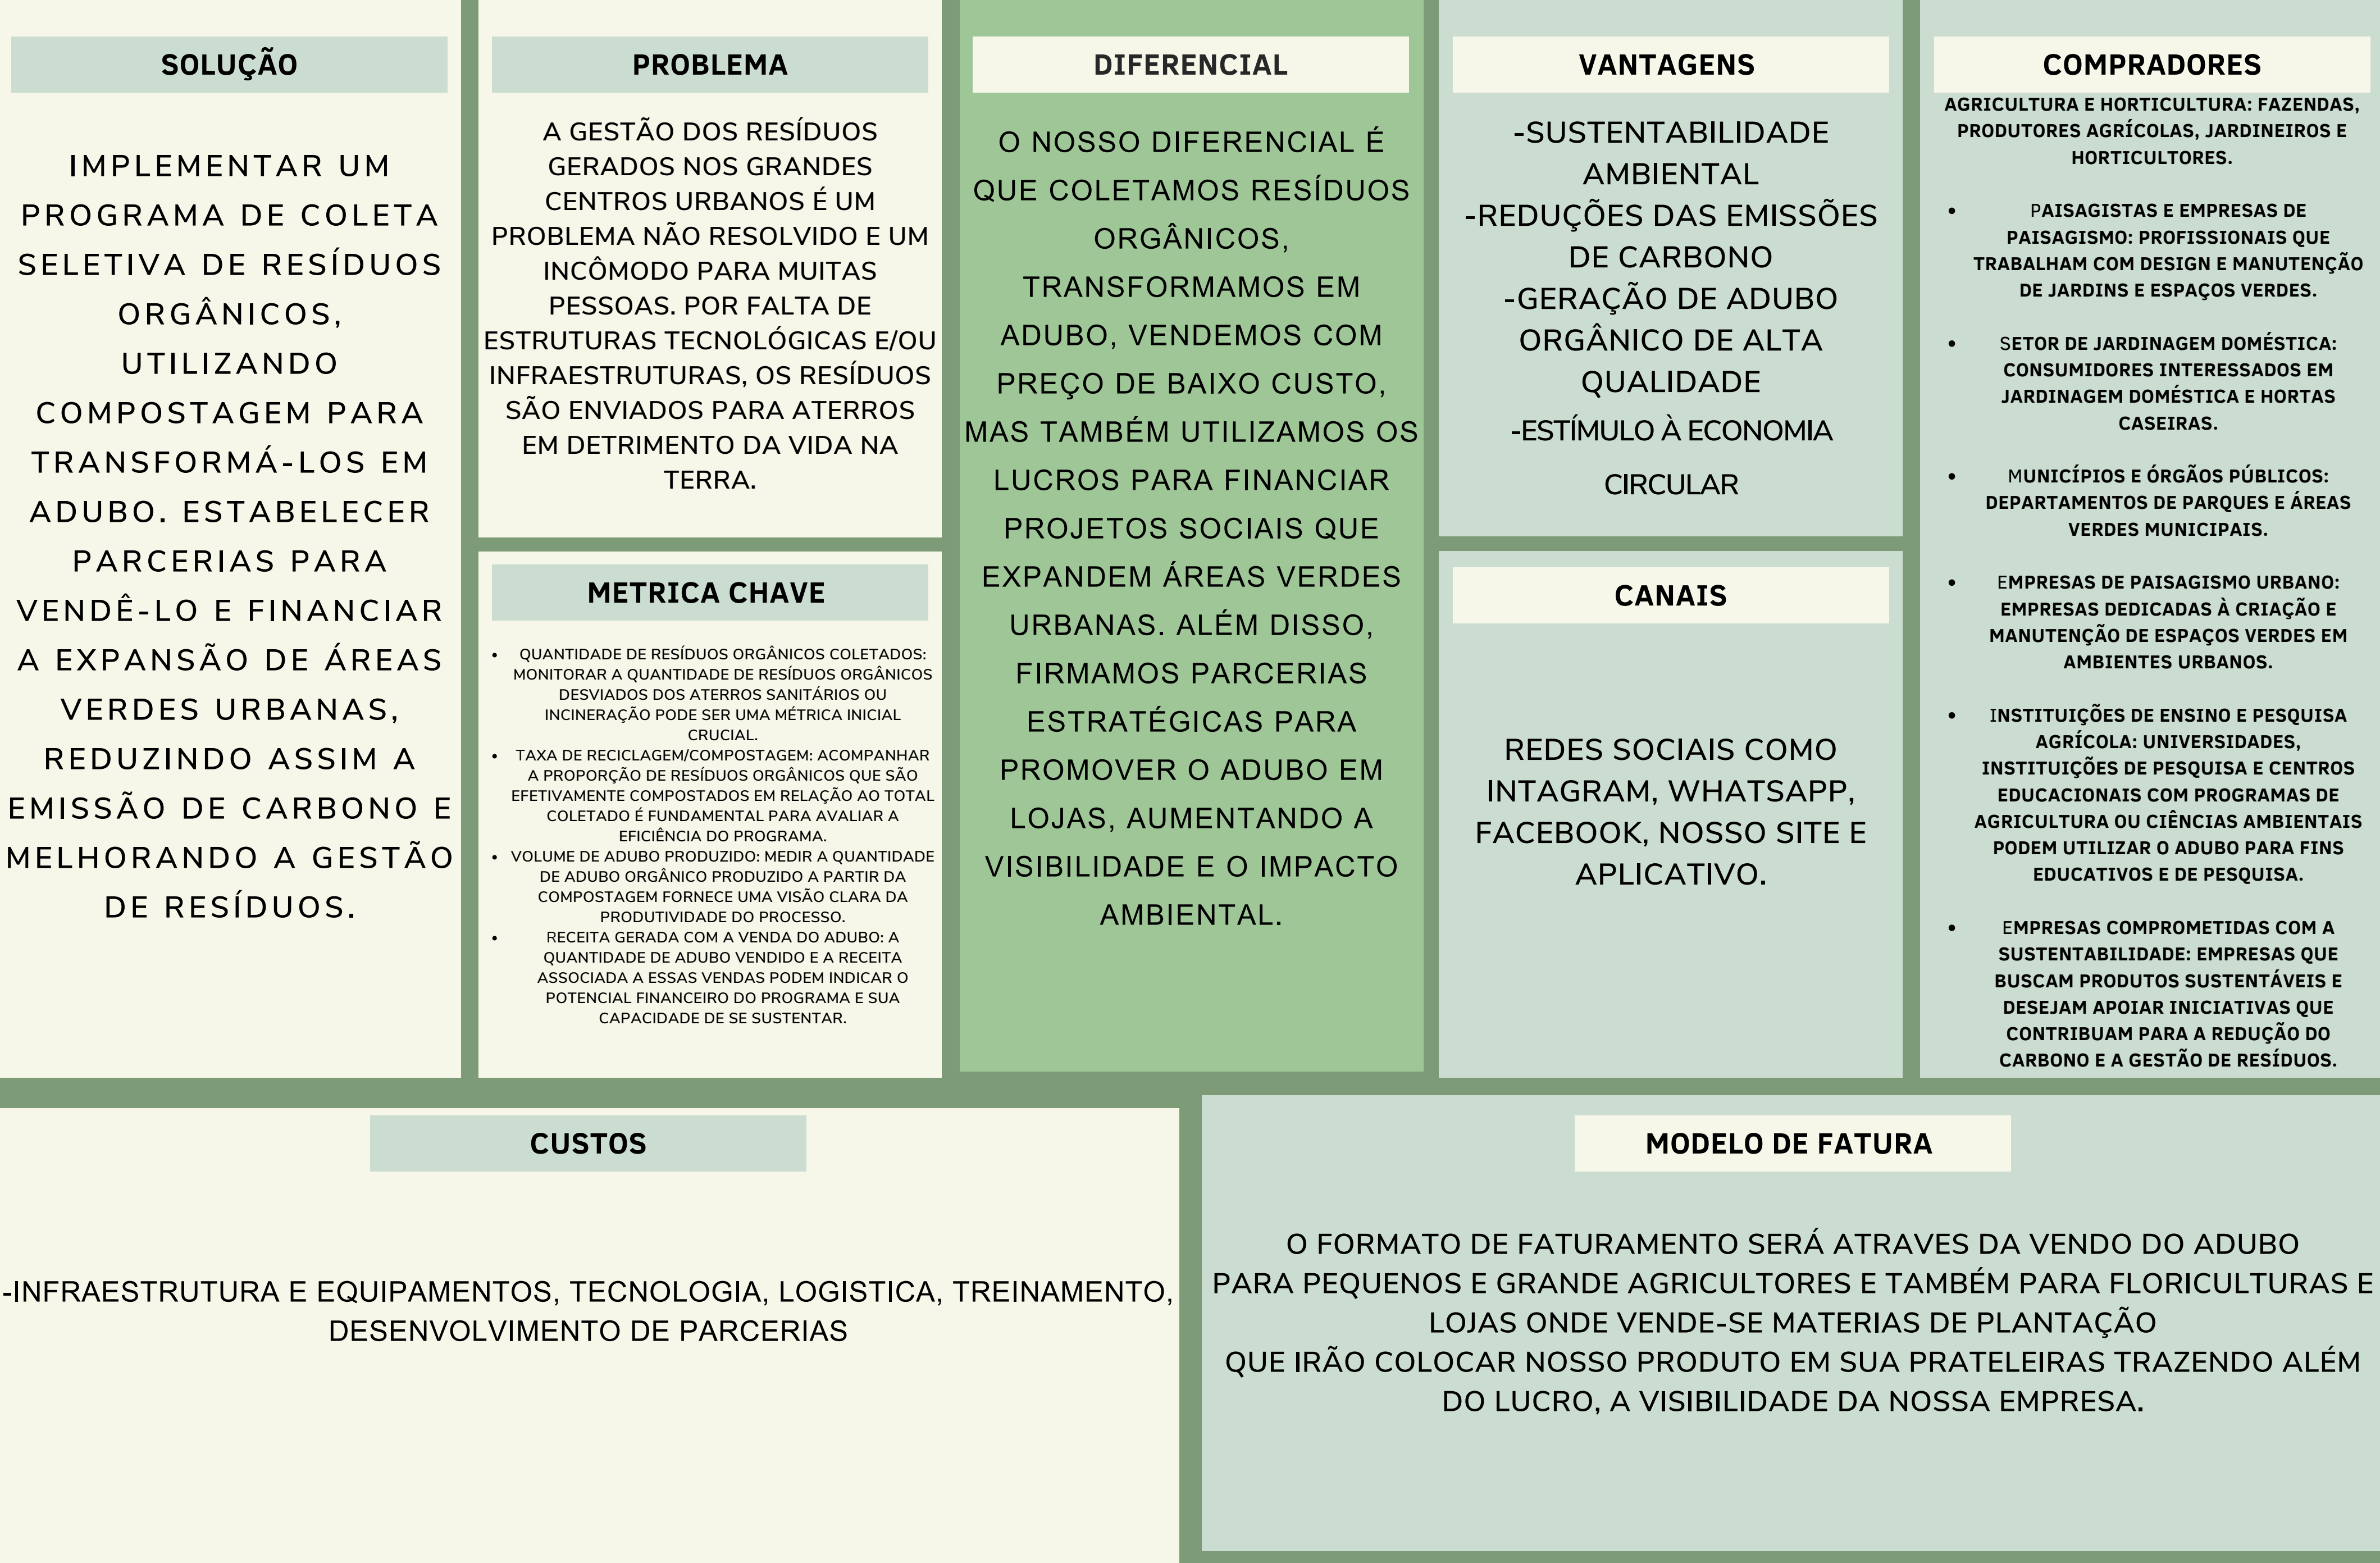 SOLUÇÃO
IMPLEMENTAR UM
PROGRAMA DE COLETA
SELETIVA DE RESÍDUOS
ORGÂNICOS,
UTILIZANDO
COMPOSTAGEM PARA
TRANSFORMÁ-LOS EM
ADUBO. ESTABELECER
PARCERIAS PARA
VENDÊ-LO E FINANCIAR
A EXPANSÃO DE ÁREAS
VERDES URBANAS,
REDUZINDO ASSIM A
EMISSÃO DE CARBONO E
MELHORANDO A GESTÃO
DE RESÍDUOS.
PROBLEMA
A GESTÃO DOS RESÍDUOS
GERADOS NOS GRANDES
CENTROS URBANOS É UM
PROBLEMA NÃO RESOLVIDO E UM
INCÔMODO PARA MUITAS
PESSOAS. POR FALTA DE
ESTRUTURAS TECNOLÓGICAS E/OU
INFRAESTRUTURAS, OS RESÍDUOS
SÃO ENVIADOS PARA ATERROS
EM DETRIMENTO DA VIDA NA
TERRA.
METRICA CHAVE
• QUANTIDADE DE RESÍDUOS ORGÂNICOS COLETADOS:
MONITORAR A QUANTIDADE DE RESÍDUOS ORGÂNICOS
DESVIADOS DOS ATERROS SANITÁRIOS OU
INCINERAÇÃO PODE SER UMA MÉTRICA INICIAL
CRUCIAL.
• TAXA DE RECICLAGEM/COMPOSTAGEM: ACOMPANHAR
A PROPORÇÃO DE RESÍDUOS ORGÂNICOS QUE SÃO
EFETIVAMENTE COMPOSTADOS EM RELAÇÃO AO TOTAL
COLETADO É FUNDAMENTAL PARA AVALIAR A
EFICIÊNCIA DO PROGRAMA.
• VOLUME DE ADUBO PRODUZIDO: MEDIR A QUANTIDADE
DE ADUBO ORGÂNICO PRODUZIDO A PARTIR DA
COMPOSTAGEM FORNECE UMA VISÃO CLARA DA
PRODUTIVIDADE DO PROCESSO.
• RECEITA GERADA COM A VENDA DO ADUBO: A
QUANTIDADE DE ADUBO VENDIDO E A RECEITA
ASSOCIADA A ESSAS VENDAS PODEM INDICAR O
POTENCIAL FINANCEIRO DO PROGRAMA E SUA
CAPACIDADE DE SE SUSTENTAR.
DIFERENCIAL
O NOSSO DIFERENCIAL É
QUE COLETAMOS RESÍDUOS
ORGÂNICOS,
TRANSFORMAMOS EM
ADUBO, VENDEMOS COM
PREÇO DE BAIXO CUSTO,
MAS TAMBÉM UTILIZAMOS OS
LUCROS PARA FINANCIAR
PROJETOS SOCIAIS QUE
EXPANDEM ÁREAS VERDES
URBANAS. ALÉM DISSO,
FIRMAMOS PARCERIAS
ESTRATÉGICAS PARA
PROMOVER O ADUBO EM
LOJAS, AUMENTANDO A
VISIBILIDADE E O IMPACTO
AMBIENTAL.
VANTAGENS
-SUSTENTABILIDADE
AMBIENTAL
-REDUÇÕES DAS EMISSÕES
DE CARBONO
-GERAÇÃO DE ADUBO
ORGÂNICO DE ALTA
QUALIDADE
-ESTÍMULO À ECONOMIA
CIRCULAR
CANAIS
REDES SOCIAIS COMO
INTAGRAM, WHATSAPP,
FACEBOOK, NOSSO SITE E
APLICATIVO.
COMPRADORES
AGRICULTURA E HORTICULTURA: FAZENDAS,
PRODUTORES AGRÍCOLAS, JARDINEIROS E
HORTICULTORES.
• PAISAGISTAS E EMPRESAS DE
PAISAGISMO: PROFISSIONAIS QUE
TRABALHAM COM DESIGN E MANUTENÇÃO
DE JARDINS E ESPAÇOS VERDES.
• SETOR DE JARDINAGEM DOMÉSTICA:
CONSUMIDORES INTERESSADOS EM
JARDINAGEM DOMÉSTICA E HORTAS
CASEIRAS.
• MUNICÍPIOS E ÓRGÃOS PÚBLICOS:
DEPARTAMENTOS DE PARQUES E ÁREAS
VERDES MUNICIPAIS.
• EMPRESAS DE PAISAGISMO URBANO:
EMPRESAS DEDICADAS À CRIAÇÃO E
MANUTENÇÃO DE ESPAÇOS VERDES EM
AMBIENTES URBANOS.
• INSTITUIÇÕES DE ENSINO E PESQUISA
AGRÍCOLA: UNIVERSIDADES,
INSTITUIÇÕES DE PESQUISA E CENTROS
EDUCACIONAIS COM PROGRAMAS DE
AGRICULTURA OU CIÊNCIAS AMBIENTAIS
PODEM UTILIZAR O ADUBO PARA FINS
EDUCATIVOS E DE PESQUISA.
• EMPRESAS COMPROMETIDAS COM A
SUSTENTABILIDADE: EMPRESAS QUE
BUSCAM PRODUTOS SUSTENTÁVEIS E
DESEJAM APOIAR INICIATIVAS QUE
CONTRIBUAM PARA A REDUÇÃO DO
CARBONO E A GESTÃO DE RESÍDUOS.
CUSTOS
-INFRAESTRUTURA E EQUIPAMENTOS, TECNOLOGIA, LOGISTICA, TREINAMENTO,
DESENVOLVIMENTO DE PARCERIAS
MODELO DE FATURA
O FORMATO DE FATURAMENTO SERÁ ATRAVES DA VENDO DO ADUBO
PARA PEQUENOS E GRANDE AGRICULTORES E TAMBÉM PARA FLORICULTURAS E
LOJAS ONDE VENDE-SE MATERIAS DE PLANTAÇÃO
QUE IRÃO COLOCAR NOSSO PRODUTO EM SUA PRATELEIRAS TRAZENDO ALÉM
DO LUCRO, A VISIBILIDADE DA NOSSA EMPRESA.